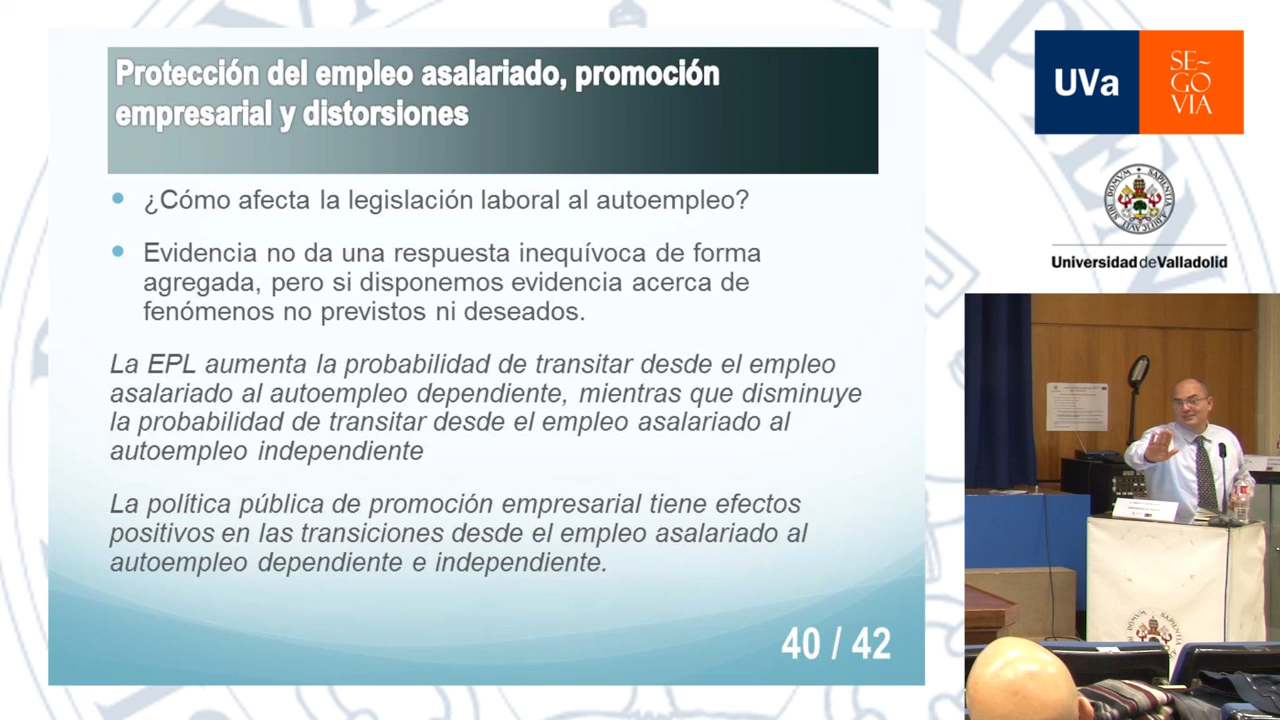 Protección del empleo asalariado, promoción
empresarial y distorsiones
¿Cómo afecta la legislación laboral al autoempleo?
Evidencia no da una respuesta inequívoca de forma
agregada, pero si disponemos evidencia acerca de
fenómenos no previstos ni deseados.
La EPL aumenta la probabilidad de transitar desde el empleo
asalariado al autoempleo dependiente, mientras que disminuye
la probabilidad de transitar desde el empleo asalariado al
autoempleo independiente
La política pública de promoción empresarial tiene efectos
positivos en las transiciones desde el empleo asalariado al
autoempleo dependiente e independiente.
40 / 42
UVa
SE~
GO
VIA
Universidad de Valladolid